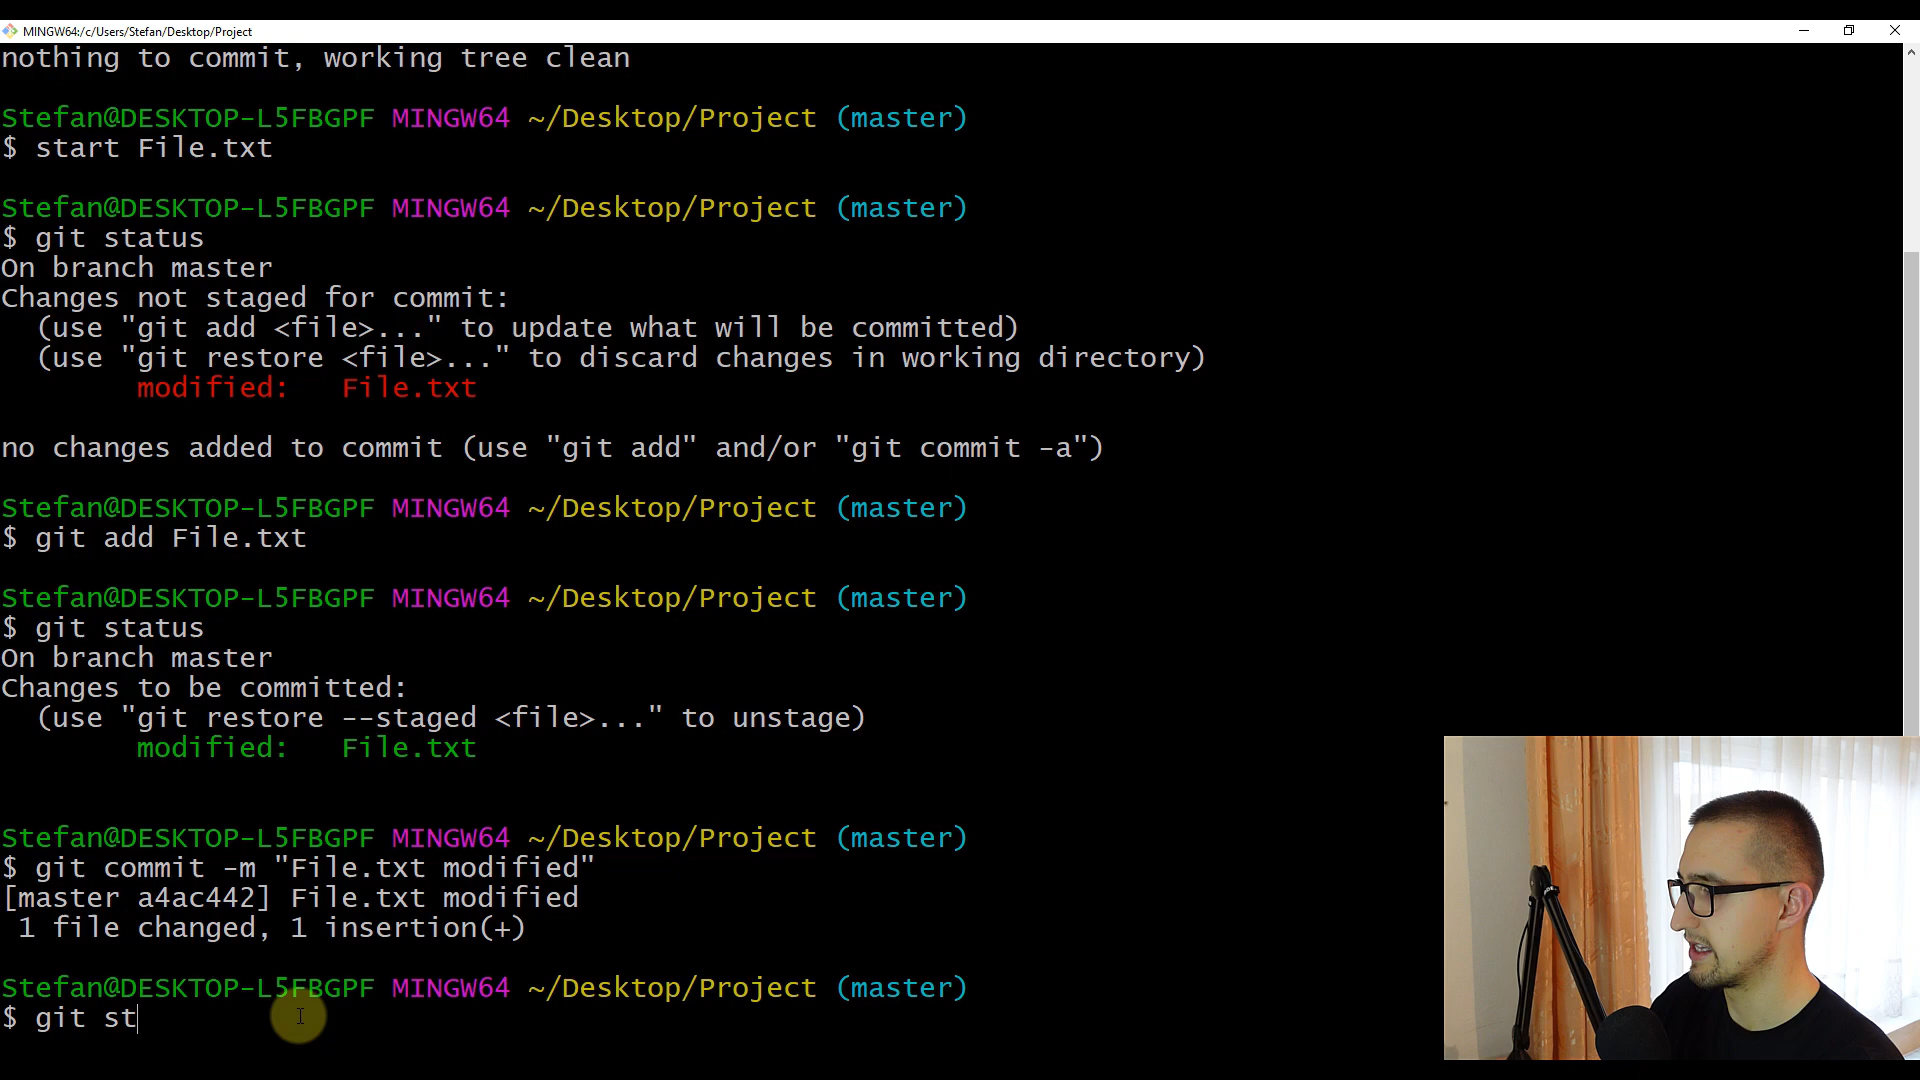 MINGW64:/c/Users/Stefan/Desktop/Project
nothing to commit, working tree clean
Stefan@DESKTOP-L5FBGPF MINGW64 ~/Desktop/Project (master)
$ start File.txt
Stefan@DESKTOP-L5FBGPF MINGW64 ~/Desktop/Project (master)
$ git status
On branch master
Changes not staged for commit:
  (use "git add <file>..." to update what will be committed)
  (use "git restore <file>..." to discard changes in working directory)
        modified:   File.txt
no changes added to commit (use "git add" and/or "git commit -a")
Stefan@DESKTOP-L5FBGPF MINGW64 ~/Desktop/Project (master)
$ git add File.txt
Stefan@DESKTOP-L5FBGPF MINGW64 ~/Desktop/Project (master)
$ git status
On branch master
Changes to be committed:
  (use "git restore --staged <file>..." to unstage)
        modified:   File.txt
Stefan@DESKTOP-L5FBGPF MINGW64 ~/Desktop/Project (master)
$ git commit -m "File.txt modified"
[master a4ac442] File.txt modified
 1 file changed, 1 insertion(+)
Stefan@DESKTOP-L5FBGPF MINGW64 ~/Desktop/Project (master)
$ git st